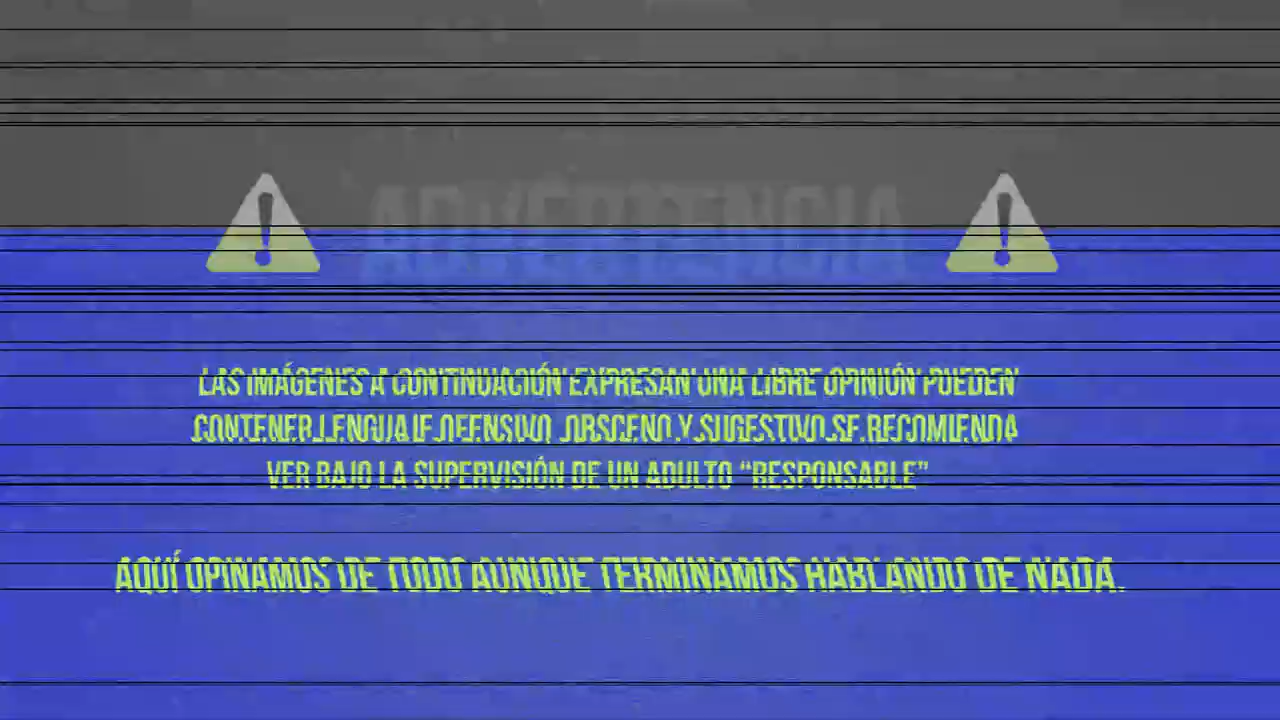 ADVERTENCIA
LAS IMÁGENES A CONTINUACIÓN EXPRESAN UNA LIBRE OPINIÓN PUEDEN
CONTENER LENGUAJE OFENSIVO, OBSCENO Y SUGESTIVO.SE RECOMIENDA
VER BAJO LA SUPERVISIÓN DE UN ADULTO “RESPONSABLE”
AQUÍ OPINAMOS DE TODO AUNQUE TERMINAMOS HABLANDO DE NADA.